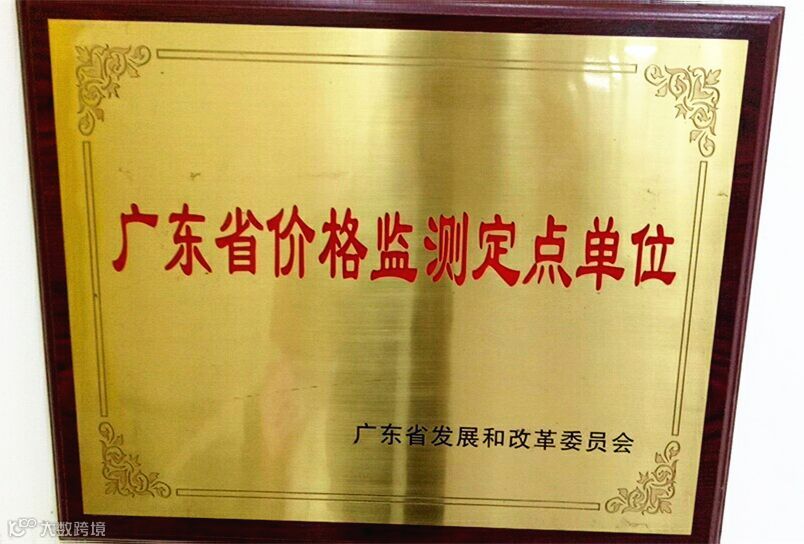 广东省价格监测定点单位
广东省发展和改革委员会
大数跨境